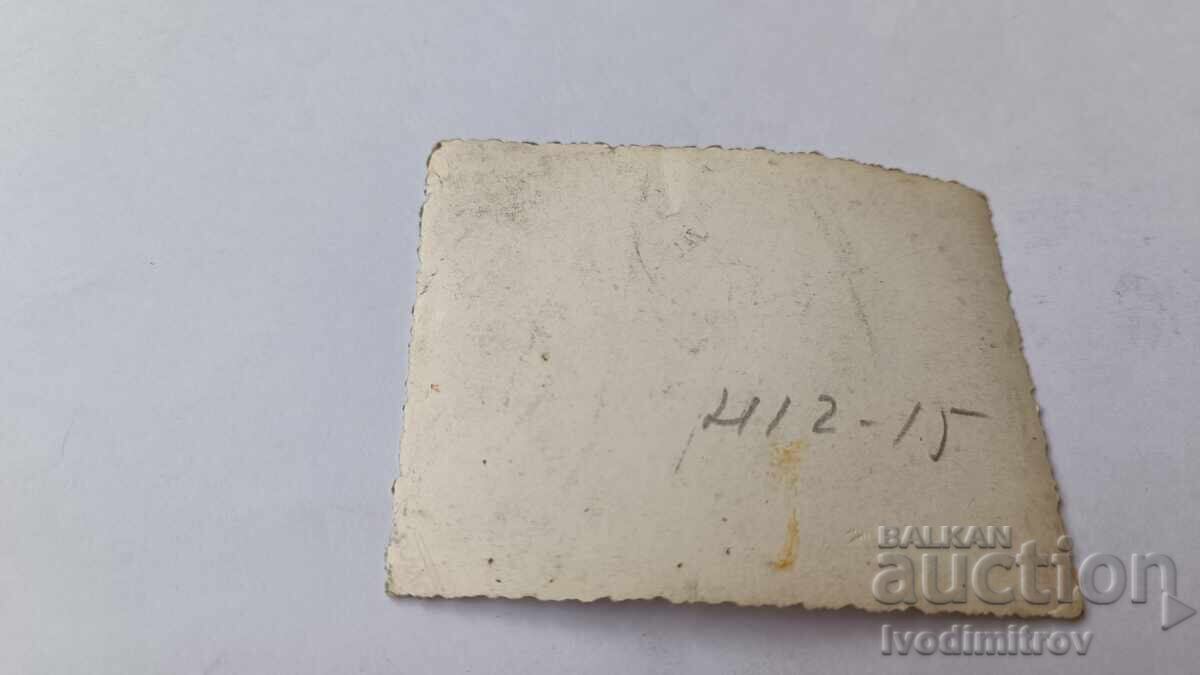 412-15
BALKAN
auction
Ivodimitrov